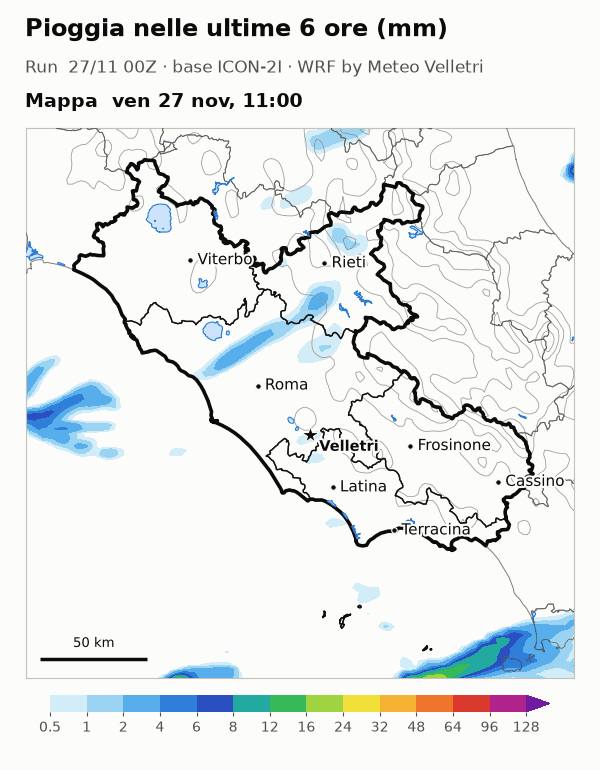 Pioggia nelle ultime 6 ore (mm)
Run  27/11 00Z · base ICON-2I · WRF by Meteo Velletri
Mappa  ven 27 nov, 11:00
Viterbo
Rieti
Roma
Velletri
Frosinone
Cassino
Latina
Terracina
50 km
0.5 1 2 4 6 8 12 16 24 32 48 64 96 128